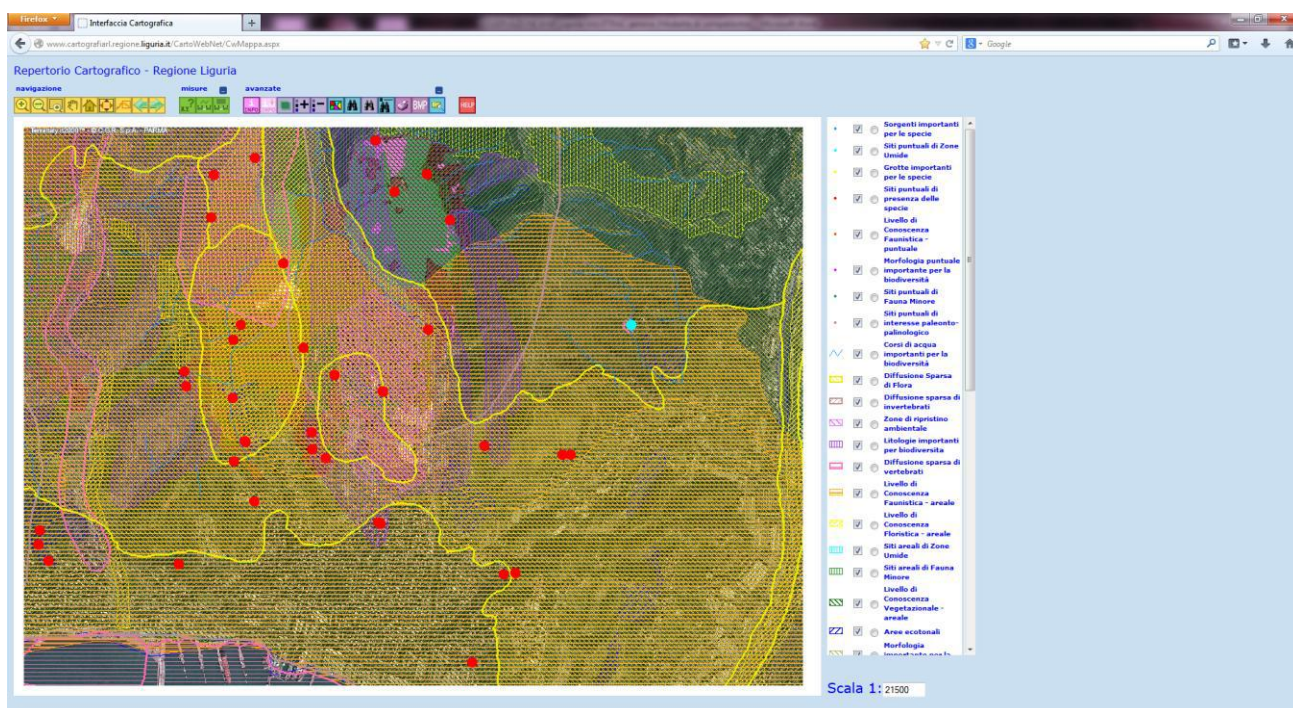 Firefox
Interfaccia Cartografica
www.cartografiarl.regione.liguria.it/CartoWebNet/CwMappa.aspx
Google
Repertorio Cartografico - Regione Liguria
navigazione
misure
avanzate
BMP
HELP
Sorgenti importanti
per le specie
Siti puntuali di Zone
Umide
Grotte importanti
per le specie
Siti puntuali di
presenza delle
specie
Livello di
Conoscenza
Faunistica -
puntuale
Morfologia puntuale
importante per la
biodiversità
Siti puntuali di
Fauna Minore
Siti puntuali di
interesse paleonto-
palinologico
Corsi di acqua
importanti per la
biodiversità
Diffusione Sparsa
di Flora
Diffusione sparsa di
invertebrati
Zone di ripristino
ambientale
Litologie importanti
per biodiversita
Diffusione sparsa di
vertebrati
Livello di
Conoscenza
Faunistica - areale
Livello di
Conoscenza
Floristica - areale
Siti areali di Zone
Umide
Siti areali di Fauna
Minore
Livello di
Conoscenza
Vegetazionale -
areale
Aree ecotonali
Morfologia
importante per la
Scala 1: 21500